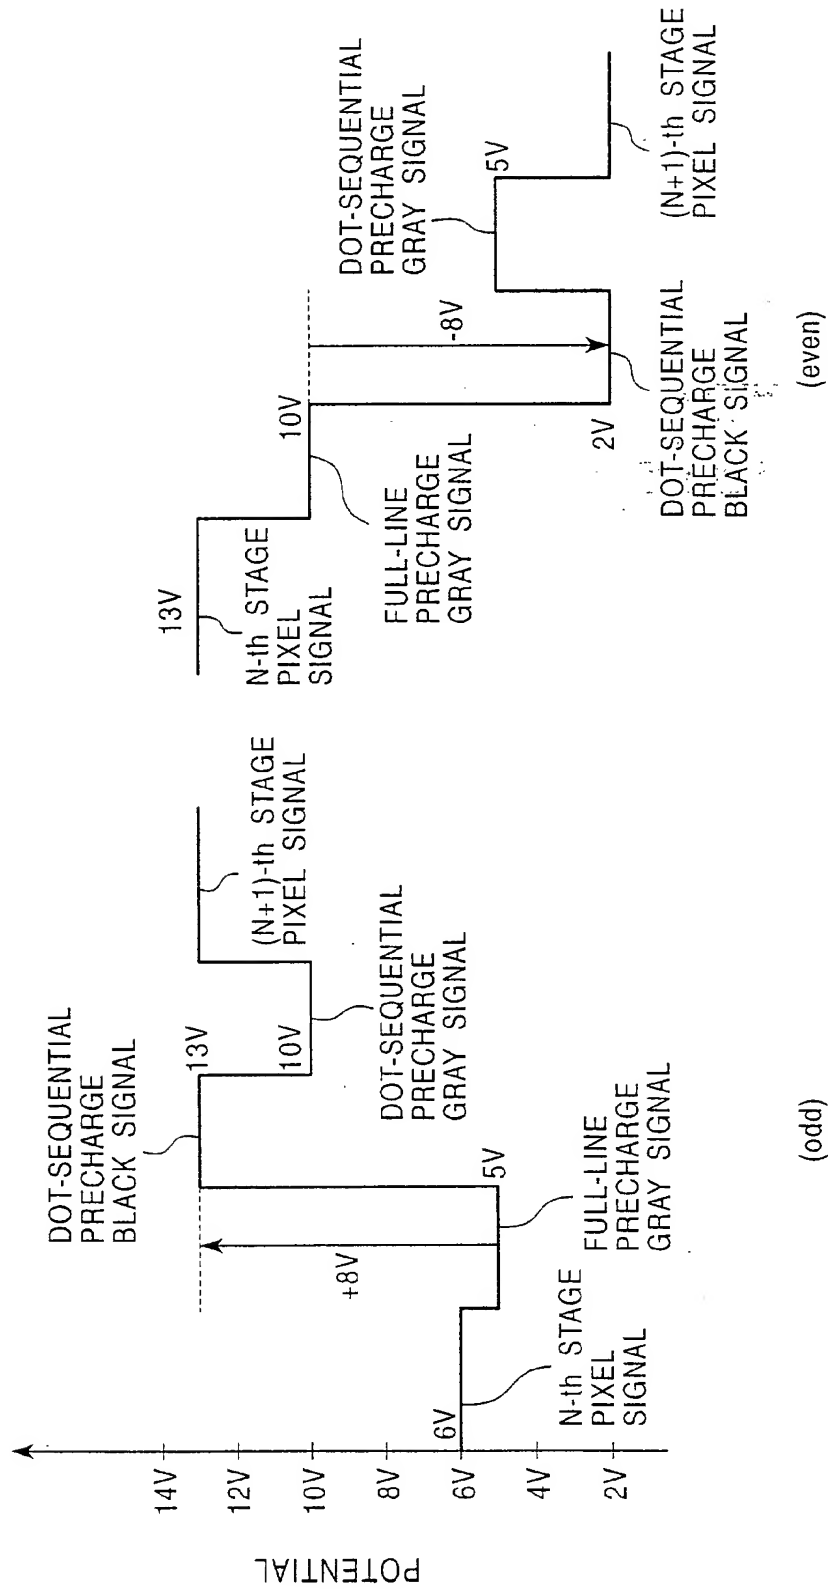 POTENTIAL
14V
12V
10V
8V
6V
4V
2V
6V
N-th STAGE
PIXEL
SIGNAL
+8V
5V
FULL-LINE
PRECHARGE
GRAY SIGNAL
DOT-SEQUENTIAL
PRECHARGE
BLACK SIGNAL
13V
10V
DOT-SEQUENTIAL
PRECHARGE
GRAY SIGNAL
(N+1)-th STAGE
PIXEL SIGNAL
(odd)
13V
N-th STAGE
PIXEL
SIGNAL
10V
FULL-LINE
PRECHARGE
GRAY SIGNAL
-8V
2V
DOT-SEQUENTIAL
PRECHARGE
BLACK SIGNAL
DOT-SEQUENTIAL
PRECHARGE
GRAY SIGNAL
5V
(N+1)-th STAGE
PIXEL SIGNAL
(even)